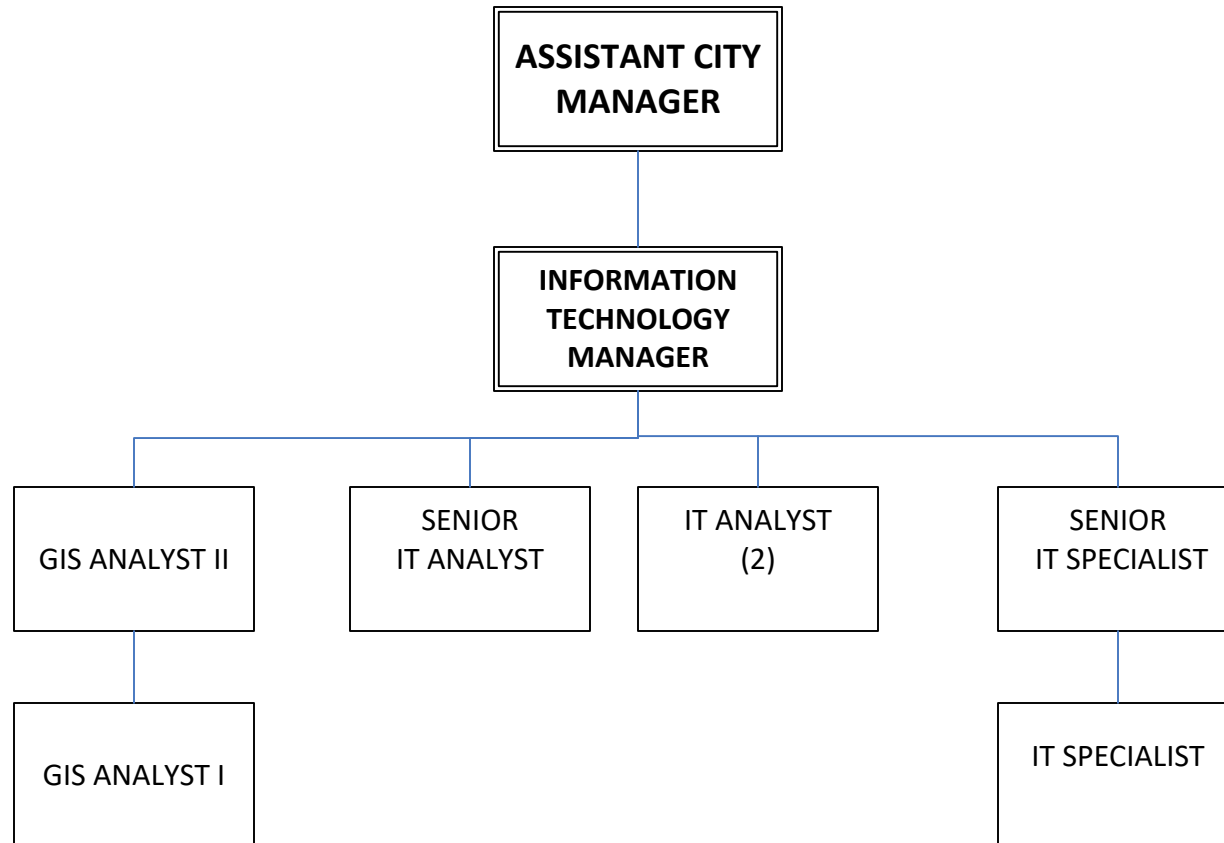 ASSISTANT CITY
MANAGER
INFORMATION
TECHNOLOGY
MANAGER
GIS ANALYST II
SENIOR
IT ANALYST
IT ANALYST
(2)
SENIOR
IT SPECIALIST
GIS ANALYST I
IT SPECIALIST